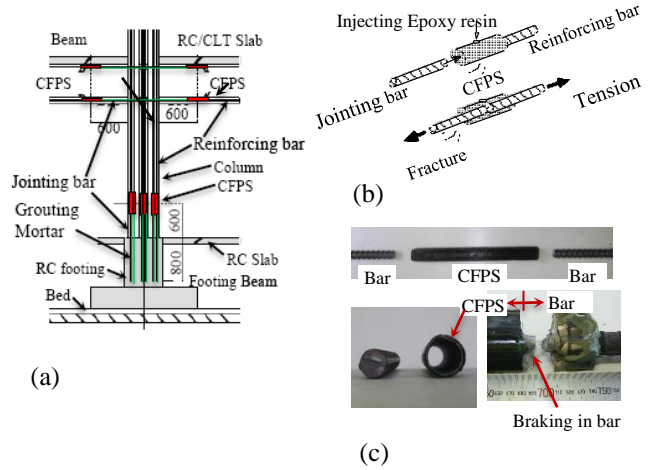 (a)
Beam
RC/CLT Slab
CFPS
CFPS
600
600
Reinforcing bar
Column
CFPS
Jointing bar
Grouting
Mortar
600
800
RC footing
RC Slab
Footing Beam
Bed
(b)
Injecting Epoxy resin
Reinforcing bar
CFPS
Jointing bar
Tension
Fracture
Bar
CFPS
Bar
CFPS
Bar
700
750
Braking in bar
(c)